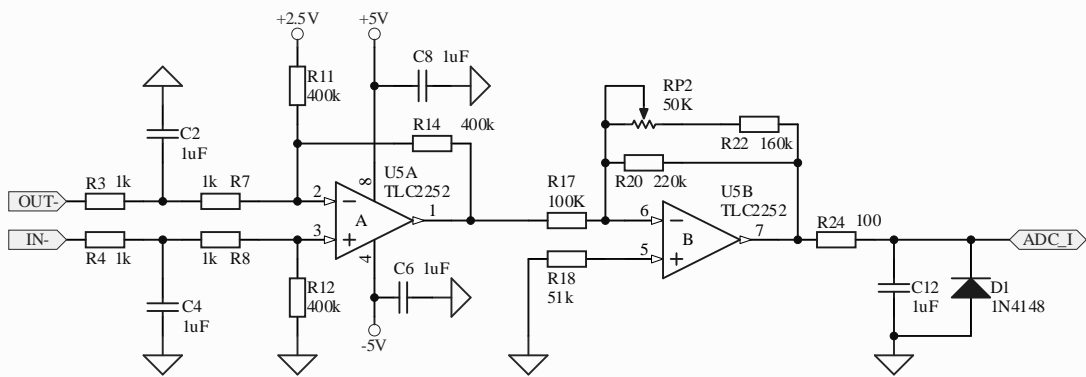 +2.5V
+5V
C8 1uF
R11
400k
RP2
50K
R14 400k
C2
1uF
R22 160k
R3 1k
1k R7
U5A
TLC2252
8
R17
100K
R20 220k
U5B
TLC2252
OUT-
2
A
1
6
R24 100
IN-
3
B
7
ADC_I
R4
1k
1k
R8
4
C6 1uF
5
R18
51k
R12
400k
C4
1uF
C12
1uF
D1
1N4148
-5V